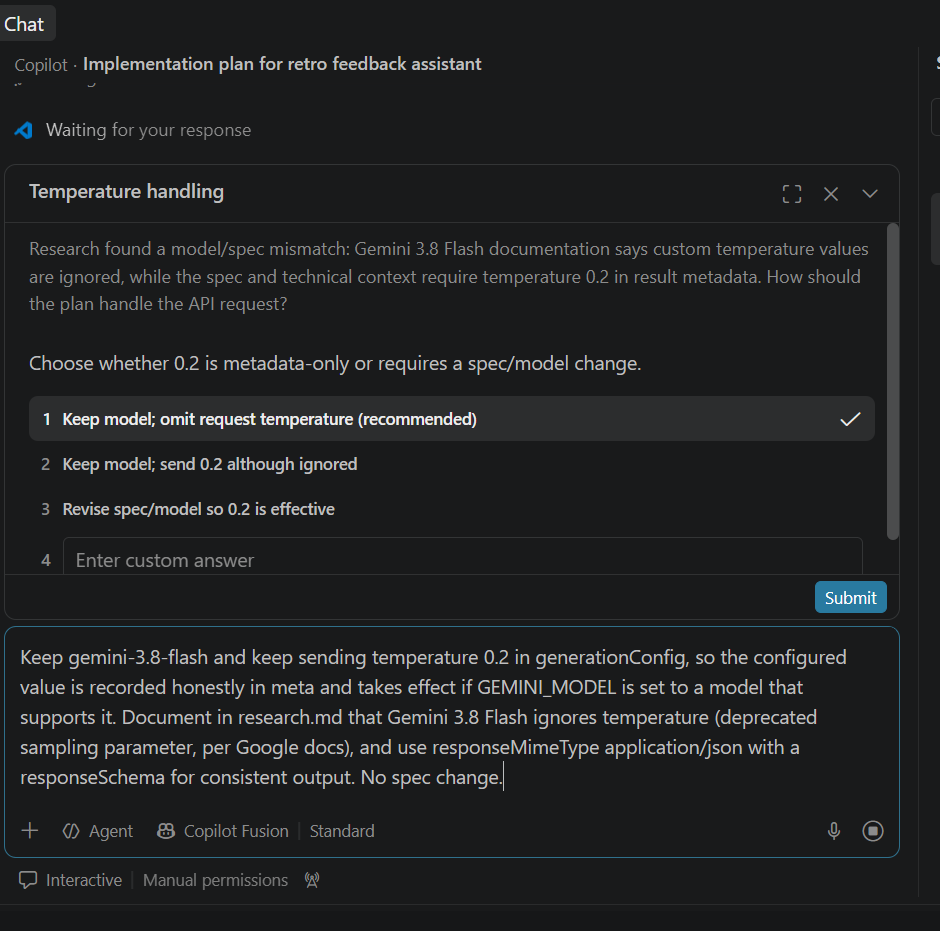 Chat
Copilot · Implementation plan for retro feedback assistant
Waiting for your response
Temperature handling
Research found a model/spec mismatch: Gemini 3.8 Flash documentation says custom temperature values
are ignored, while the spec and technical context require temperature 0.2 in result metadata. How should
the plan handle the API request?
Choose whether 0.2 is metadata-only or requires a spec/model change.
1 Keep model; omit request temperature (recommended)
2 Keep model; send 0.2 although ignored
3 Revise spec/model so 0.2 is effective
4 Enter custom answer
Submit
Keep gemini-3.8-flash and keep sending temperature 0.2 in generationConfig, so the configured
value is recorded honestly in meta and takes effect if GEMINI_MODEL is set to a model that
supports it. Document in research.md that Gemini 3.8 Flash ignores temperature (deprecated
sampling parameter, per Google docs), and use responseMimeType application/json with a
responseSchema for consistent output. No spec change.
Agent Copilot Fusion Standard
Interactive Manual permissions